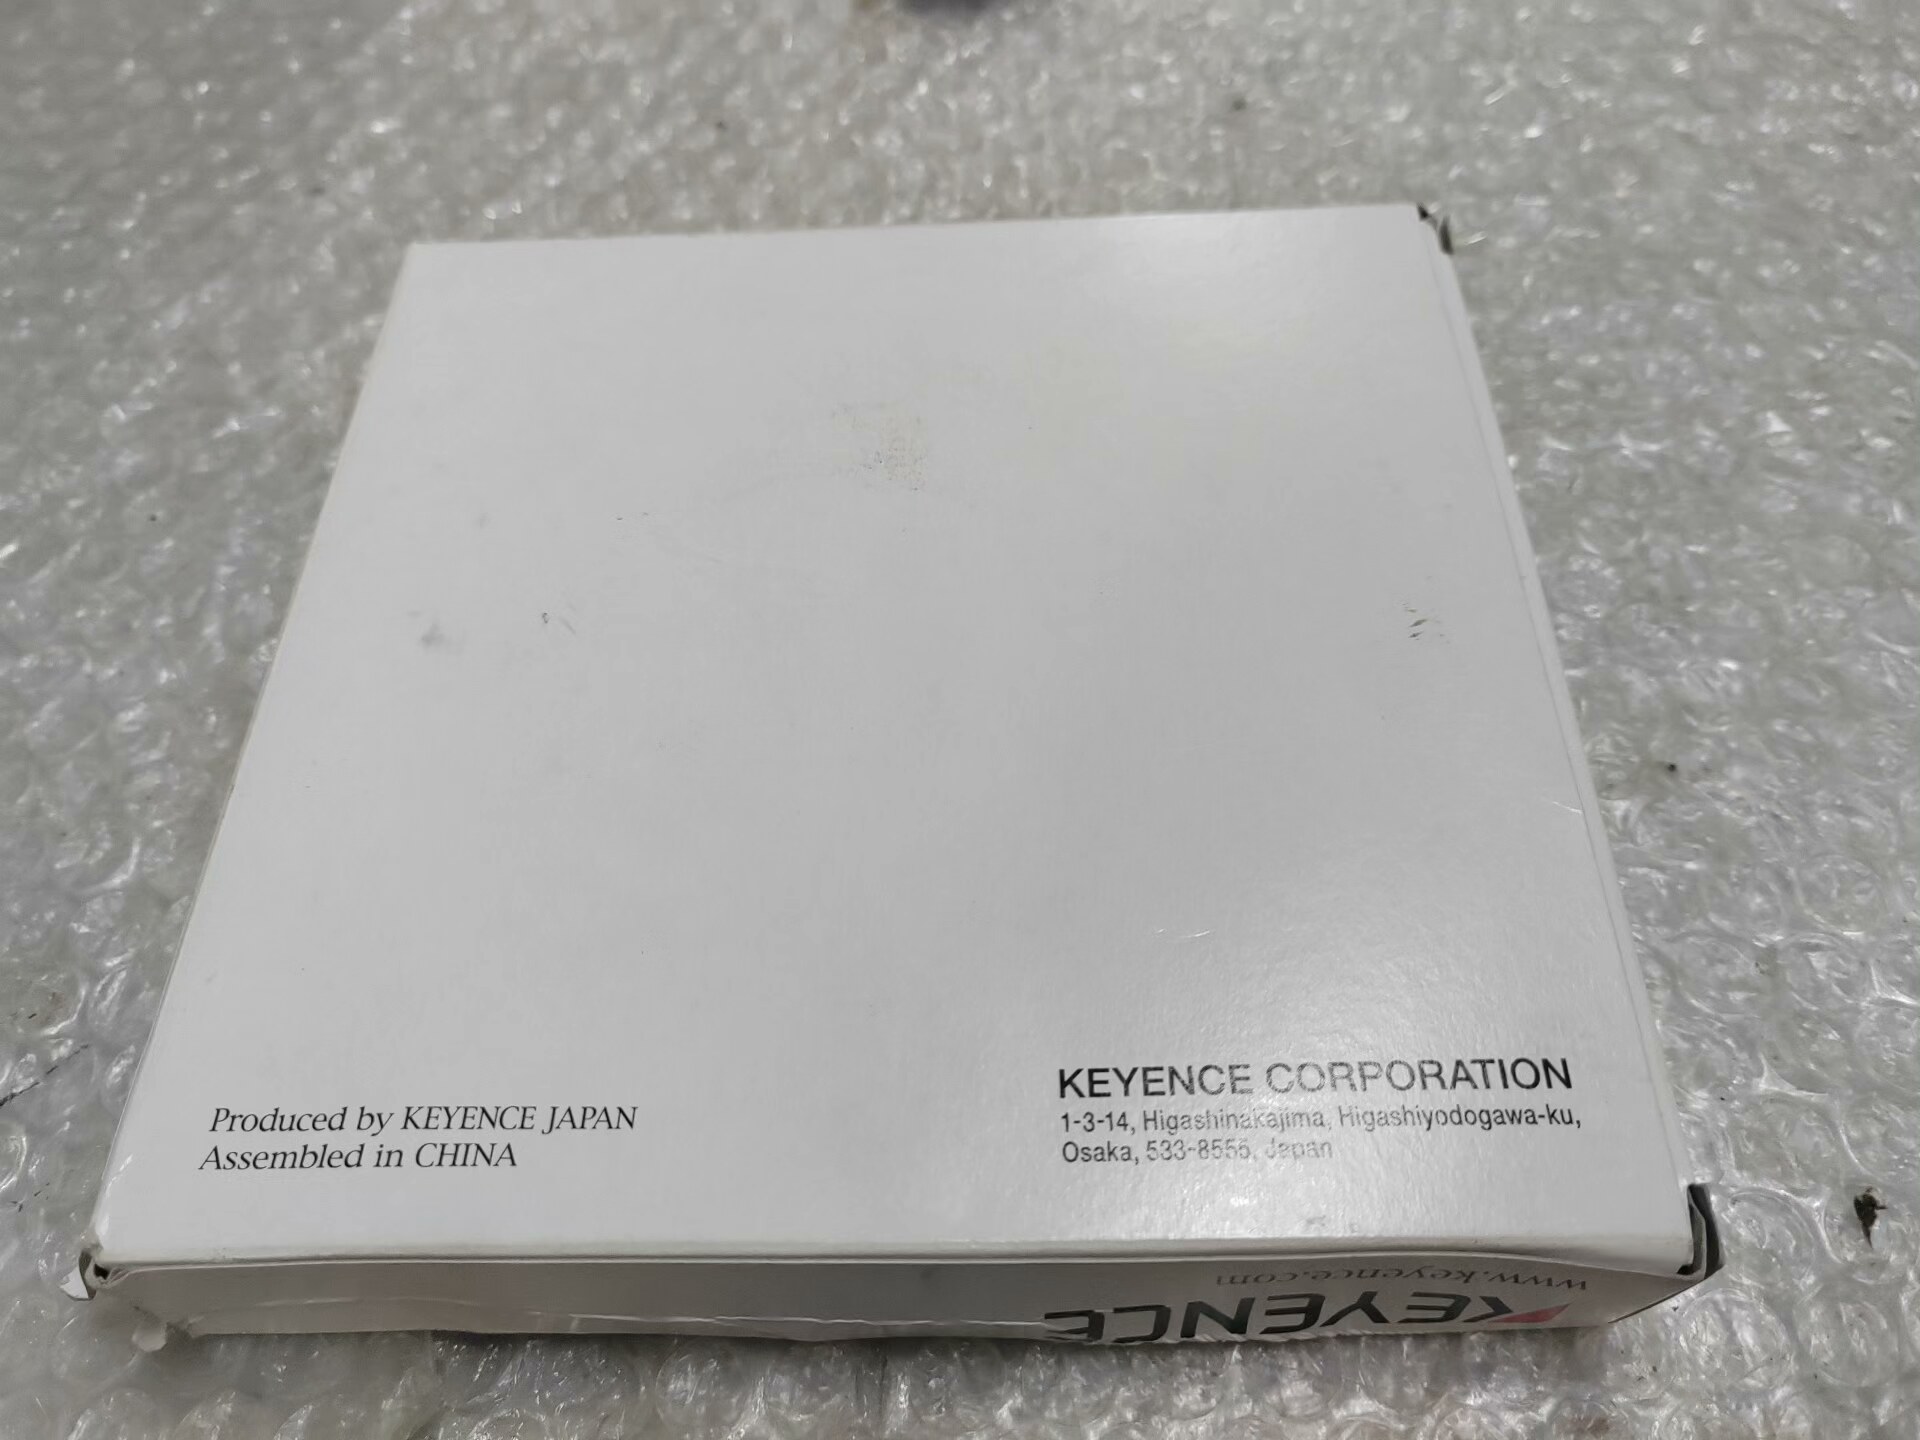 Produced by KEYENCE JAPAN
Assembled in CHINA
KEYENCE CORPORATION
1-3-14, Higashinakajima, Higashiyodogawa-ku,
Osaka, 533-8555, Japan
www.keyence.com
KEYENCE